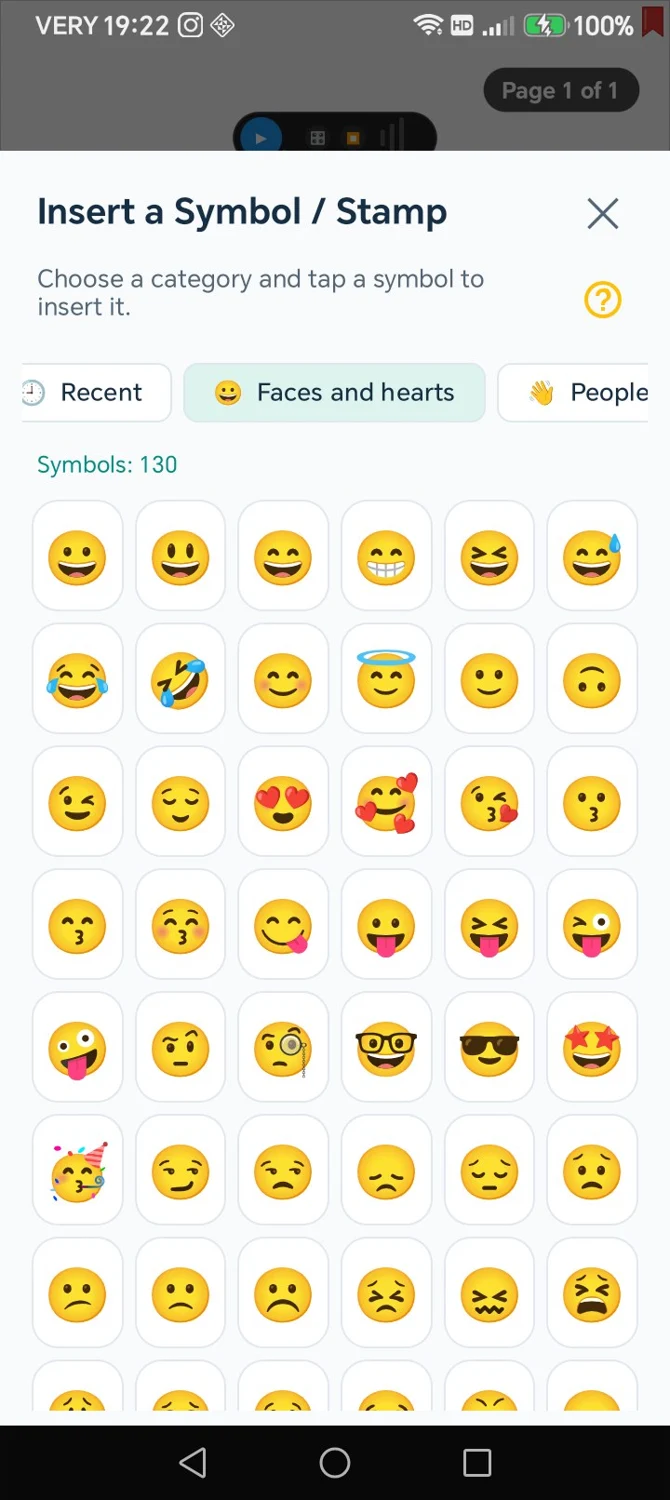 VERY 19:22
HD
100%
Page 1 of 1
Insert a Symbol / Stamp
Choose a category and tap a symbol to
insert it.
Recent
Faces and hearts
People
Symbols: 130